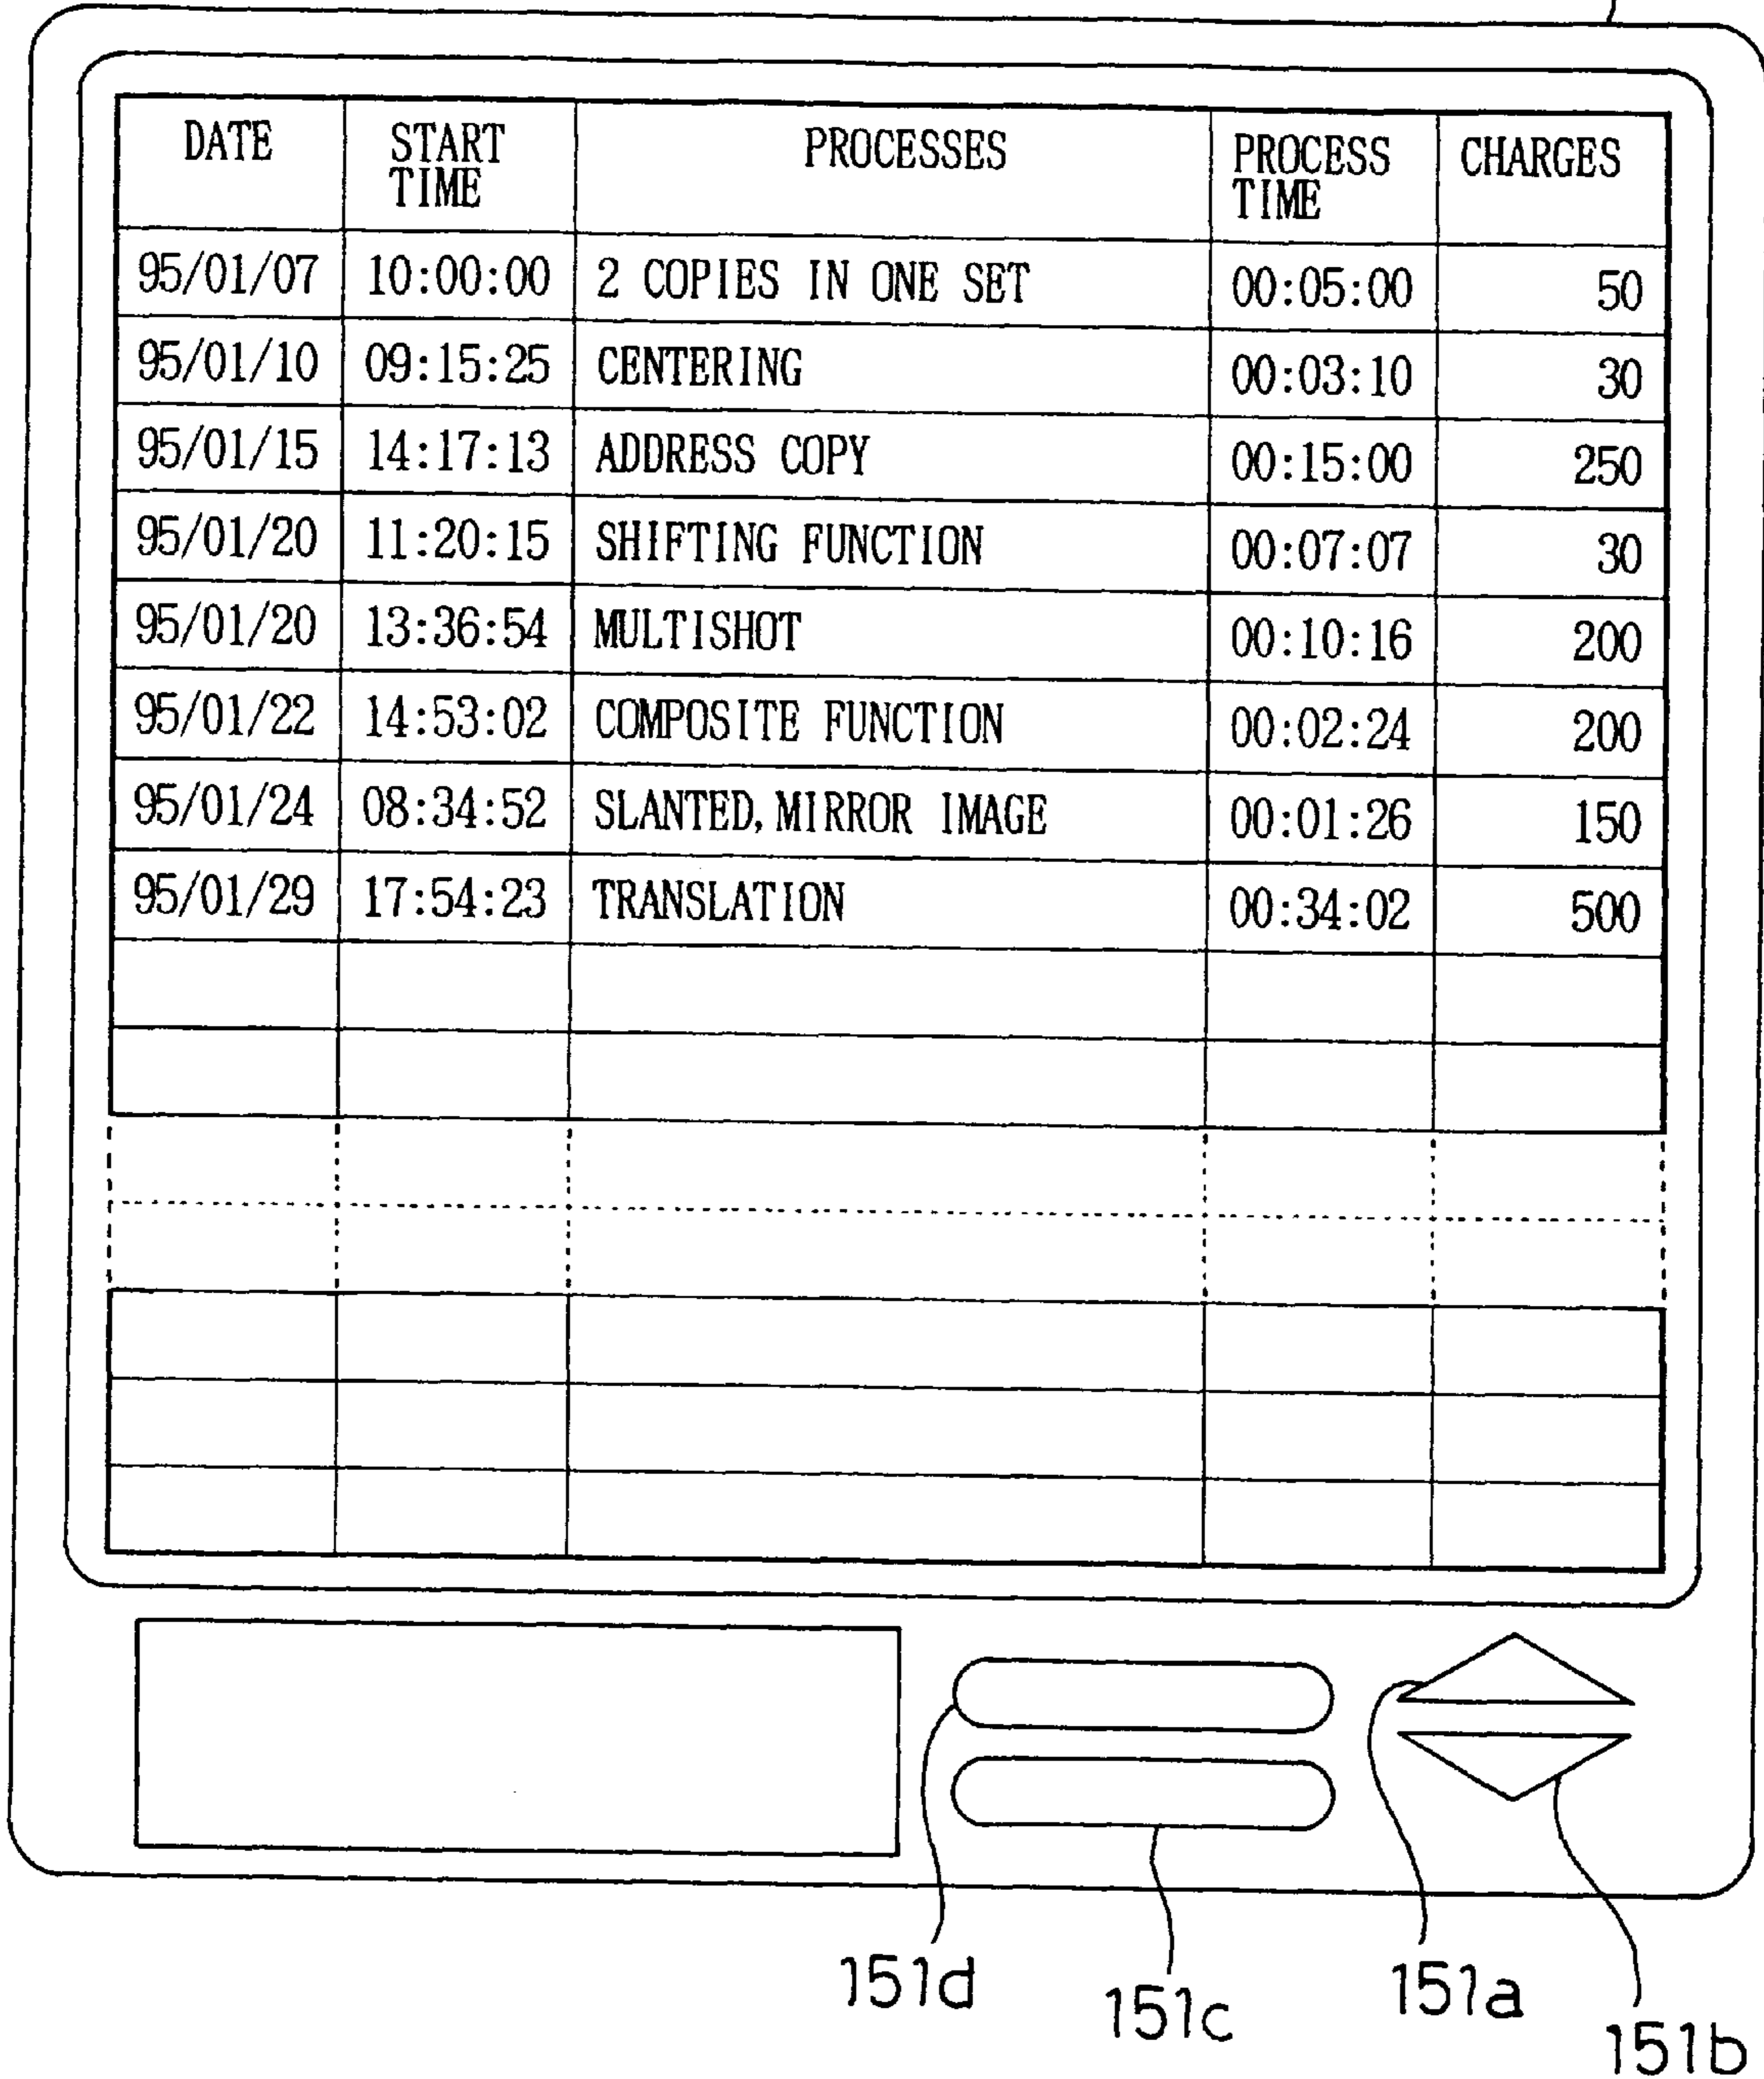 DATE START TIME PROCESSES PROCESS TIME CHARGES
95/01/07 10:00:00 2 COPIES IN ONE SET 00:05:00 50
95/01/10 09:15:25 CENTERING 00:03:10 30
95/01/15 14:17:13 ADDRESS COPY 00:15:00 250
95/01/20 11:20:15 SHIFTING FUNCTION 00:07:07 30
95/01/20 13:36:54 MULTISHOT 00:10:16 200
95/01/22 14:53:02 COMPOSITE FUNCTION 00:02:24 200
95/01/24 08:34:52 SLANTED, MIRROR IMAGE 00:01:26 150
95/01/29 17:54:23 TRANSLATION 00:34:02 500
151d 151c 151a 151b